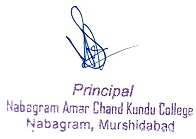 Principal
Nabagram Amar Chand Kundu College
Nabagram, Murshidabad